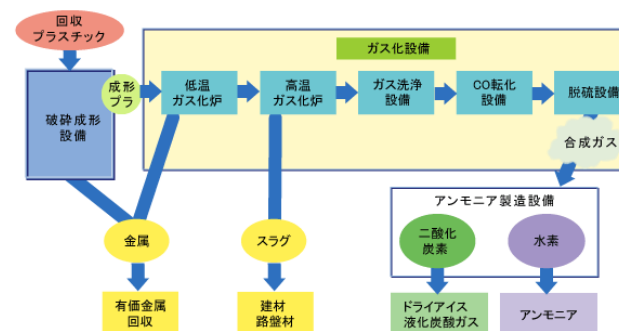 回収
プラスチック
ガス化設備
破砕成形
設備
成形
プラ
低温
ガス化炉
高温
ガス化炉
ガス洗浄
設備
CO転化
設備
脱硫設備
合成ガス
アンモニア製造設備
金属
スラグ
二酸化
炭素
水素
有価金属
回収
建材
路盤材
ドライアイス
液化炭酸ガス
アンモニア